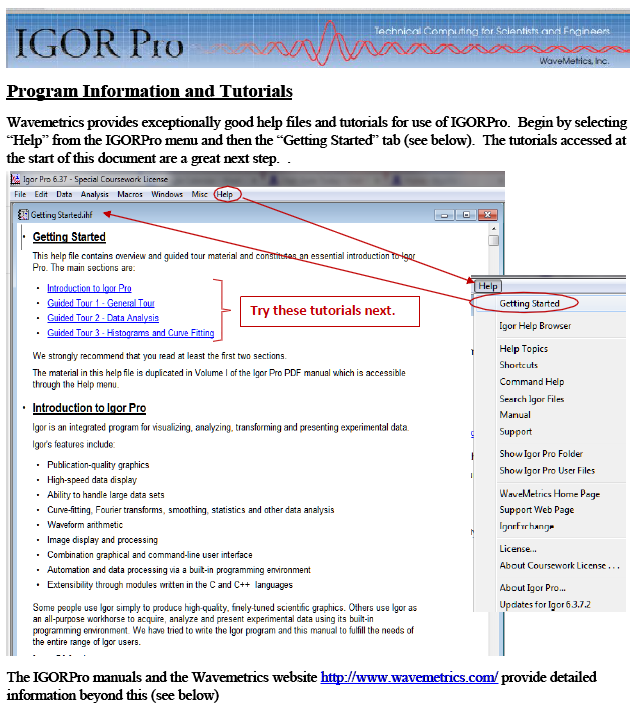 IGOR Pro
Technical Computing for Scientists and Engineers
WaveMetrics, Inc.
Program Information and Tutorials
Wavemetrics provides exceptionally good help files and tutorials for use of IGORPro. Begin by selecting
“Help” from the IGORPro menu and then the “Getting Started” tab (see below). The tutorials accessed at
the start of this document are a great next step. .
Igor Pro 6.37 - Special Coursework License
File Edit Data Analysis Macros Windows Misc Help
Getting Started.ihf
• Getting Started
This help file contains overview and guided tour material and constitutes an essential introduction to Igor
Pro. The main sections are:
• Introduction to Igor Pro
• Guided Tour 1 - General Tour
• Guided Tour 2 - Data Analysis
• Guided Tour 3 - Histograms and Curve Fitting
Try these tutorials next.
We strongly recommend that you read at least the first two sections.
The material in this help file is duplicated in Volume I of the Igor Pro PDF manual which is accessible
through the Help menu.
• Introduction to Igor Pro
Igor is an integrated program for visualizing, analyzing, transforming and presenting experimental data.
Igor's features include:
• Publication-quality graphics
• High-speed data display
• Ability to handle large data sets
• Curve-fitting, Fourier transforms, smoothing, statistics and other data analysis
• Waveform arithmetic
• Image display and processing
• Combination graphical and command-line user interface
• Automation and data processing via a built-in programming environment
• Extensibility through modules written in the C and C++ languages
Some people use Igor simply to produce high-quality, finely-tuned scientific graphics. Others use Igor as
an all-purpose workhorse to acquire, analyze and present experimental data using its built-in
programming environment. We have tried to write the Igor program and this manual to fulfill the needs of
the entire range of Igor users.
Help
Getting Started
Igor Help Browser
Help Topics
Shortcuts
Command Help
Search Igor Files
Manual
Support
Show Igor Pro Folder
Show Igor Pro User Files
WaveMetrics Home Page
Support Web Page
IgorExchange
License...
About Coursework License . . .
About Igor Pro...
Updates for Igor 6.3.7.2
The IGORPro manuals and the Wavemetrics website http://www.wavemetrics.com/ provide detailed
information beyond this (see below)